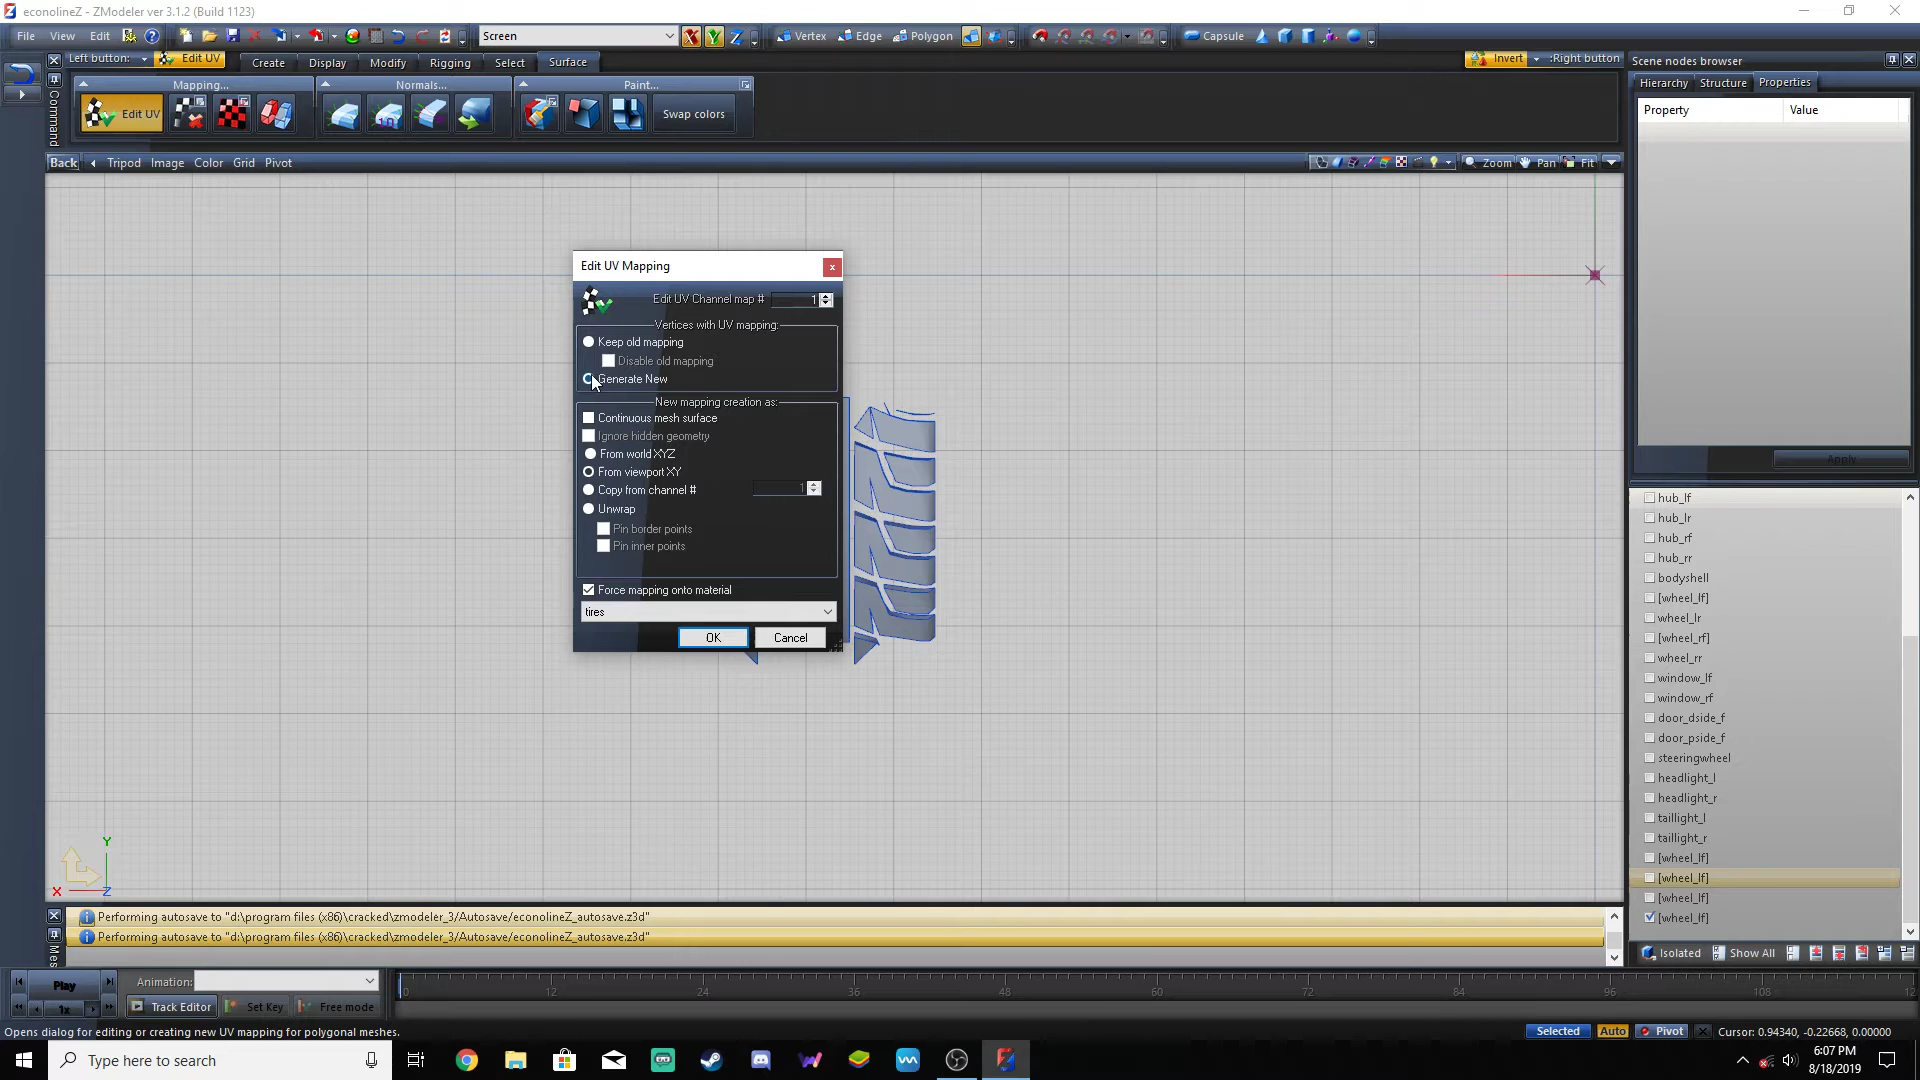 econolineZ - ZModeler ver 3.1.2 (Build 1123)
File View Edit Screen Vertex Edge Polygon Capsule
Left button: Edit UV Create Display Modify Rigging Select Surface Invert :Right button
Mapping... Normals... Paint...
Edit UV Swap colors
Command
Back Tripod Image Color Grid Pivot Zoom Pan Fit
Scene nodes browser
Hierarchy Structure Properties
Property Value
Apply
Edit UV Mapping
Edit UV Channel map # 1
Vertices with UV mapping:
Keep old mapping
Disable old mapping
Generate New
New mapping creation as:
Continuous mesh surface
Ignore hidden geometry
From world XYZ
From viewport XY
Copy from channel # 1
Unwrap
Pin border points
Pin inner points
Force mapping onto material
tires
OK Cancel
Y
X Z
hub_lf
hub_lr
hub_rf
hub_rr
bodyshell
[wheel_lf]
wheel_lr
[wheel_rf]
wheel_rr
window_lf
window_rf
door_dside_f
door_pside_f
steeringwheel
headlight_l
headlight_r
taillight_l
taillight_r
[wheel_lf]
[wheel_lf]
[wheel_lf]
[wheel_lf]
Isolated Show All
Performing autosave to "d:\program files (x86)\cracked\zmodeler_3/Autosave/econolineZ_autosave.z3d"
Performing autosave to "d:\program files (x86)\cracked\zmodeler_3/Autosave/econolineZ_autosave.z3d"
Mes
Play Animation:
1x Track Editor Set Key Free mode
0 12 24 36 48 60 72 84 96 108 12
Opens dialog for editing or creating new UV mapping for polygonal meshes.
Selected Auto Pivot Cursor: 0.94340, -0.22668, 0.00000
Type here to search
6:07 PM
8/18/2019